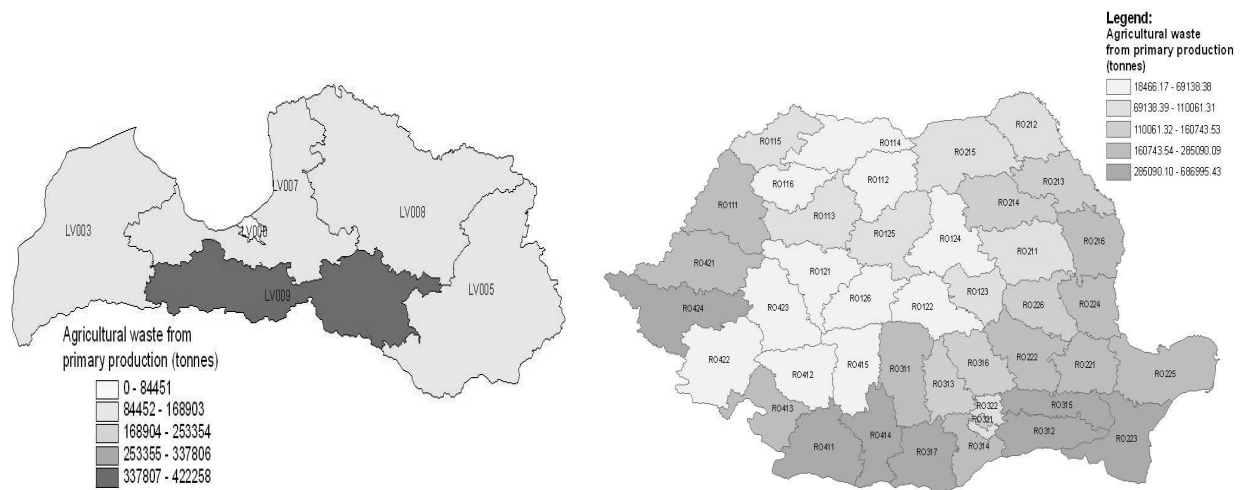 LV003
LV007
LV008
LV009
LV005
Agricultural waste from
primary production (tonnes)
0 - 84451
84452 - 168903
168904 - 253354
253355 - 337806
337807 - 422258
Legend:
Agricultural waste
from primary production
(tonnes)
18466.17 - 69138.38
69138.39 - 110061.31
110061.32 - 160743.53
160743.54 - 285090.09
285090.10 - 686995.43
RO212
RO115
RO114
RO215
RO116
RO112
RO213
RO111
RO113
RO214
RO125
RO124
RO216
RO211
RO421
RO121
RO424
RO423
RO126
RO122
RO123
RO226
RO224
RO422
RO412
RO415
RO311
RO313
RO316
RO222
RO221
RO225
RO413
RO322
RO321
RO315
RO411
RO414
RO317
RO314
RO312
RO223